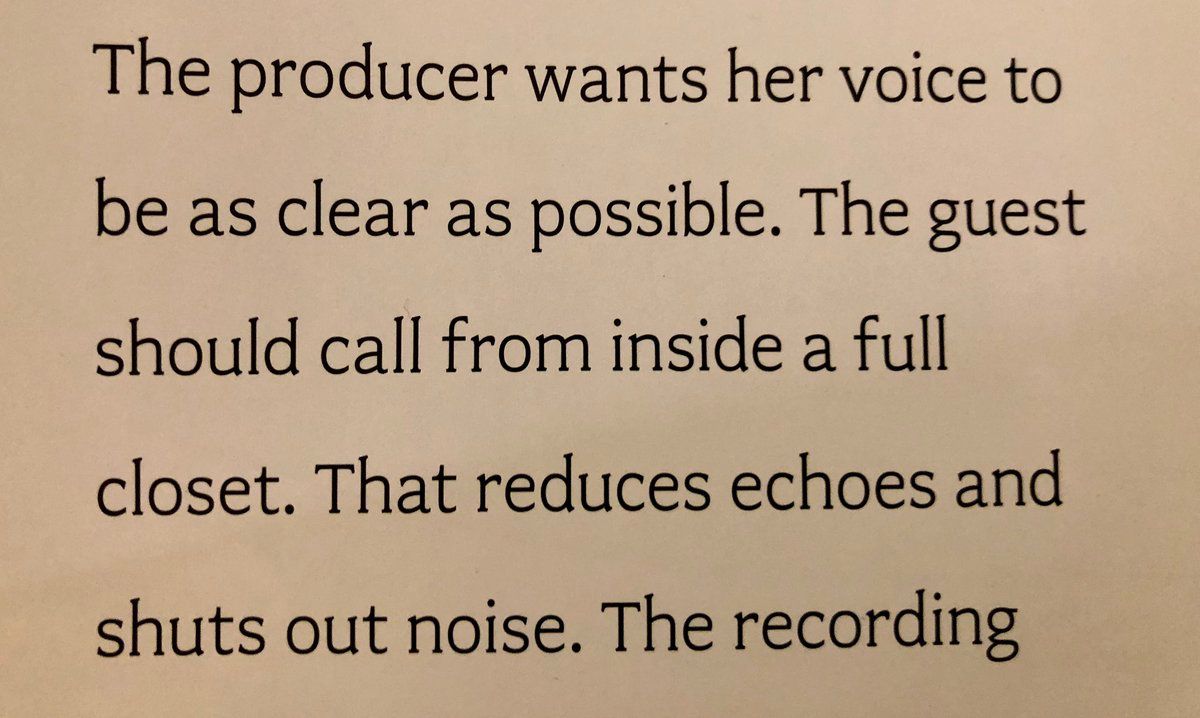 The producer wants her voice to
be as clear as possible. The guest
should call from inside a full
closet. That reduces echoes and
shuts out noise. The recording